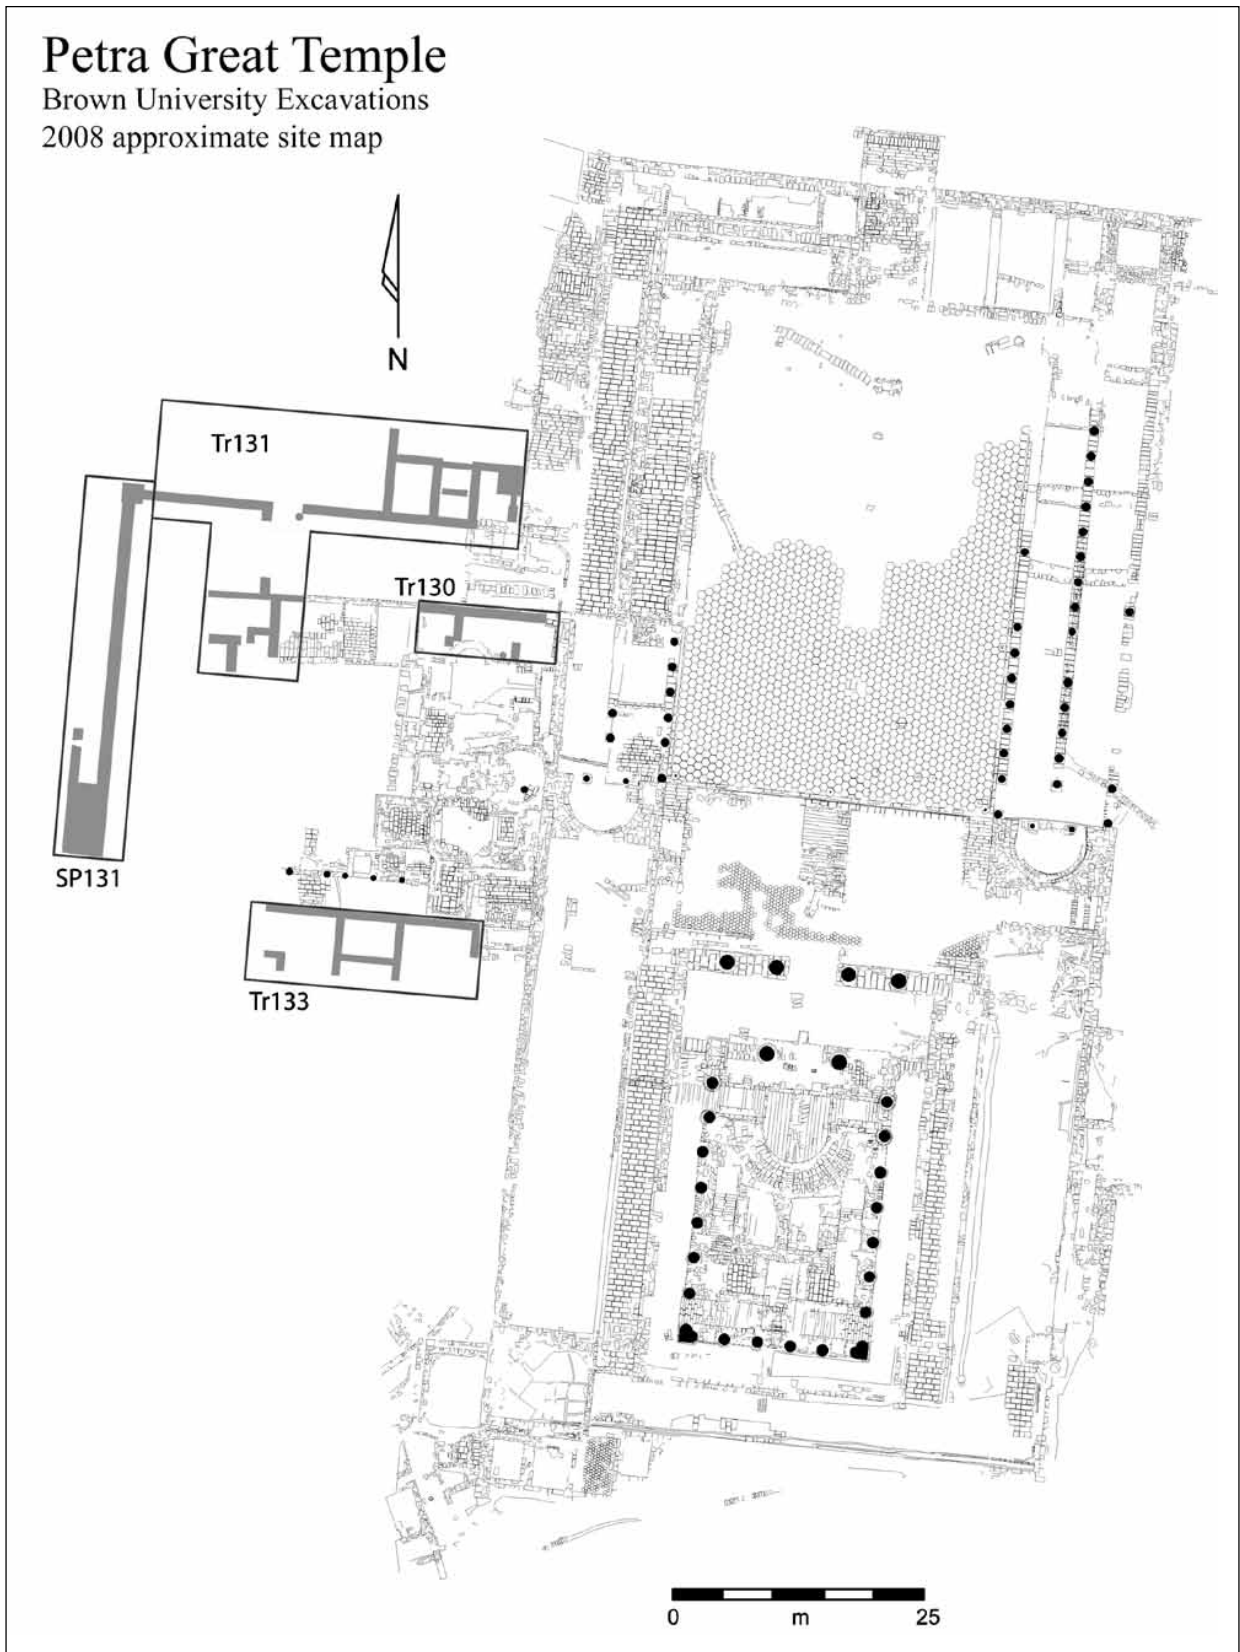 Petra Great Temple
Brown University Excavations
2008 approximate site map
N
Tr131
Tr130
SP131
Tr133
0 m 25